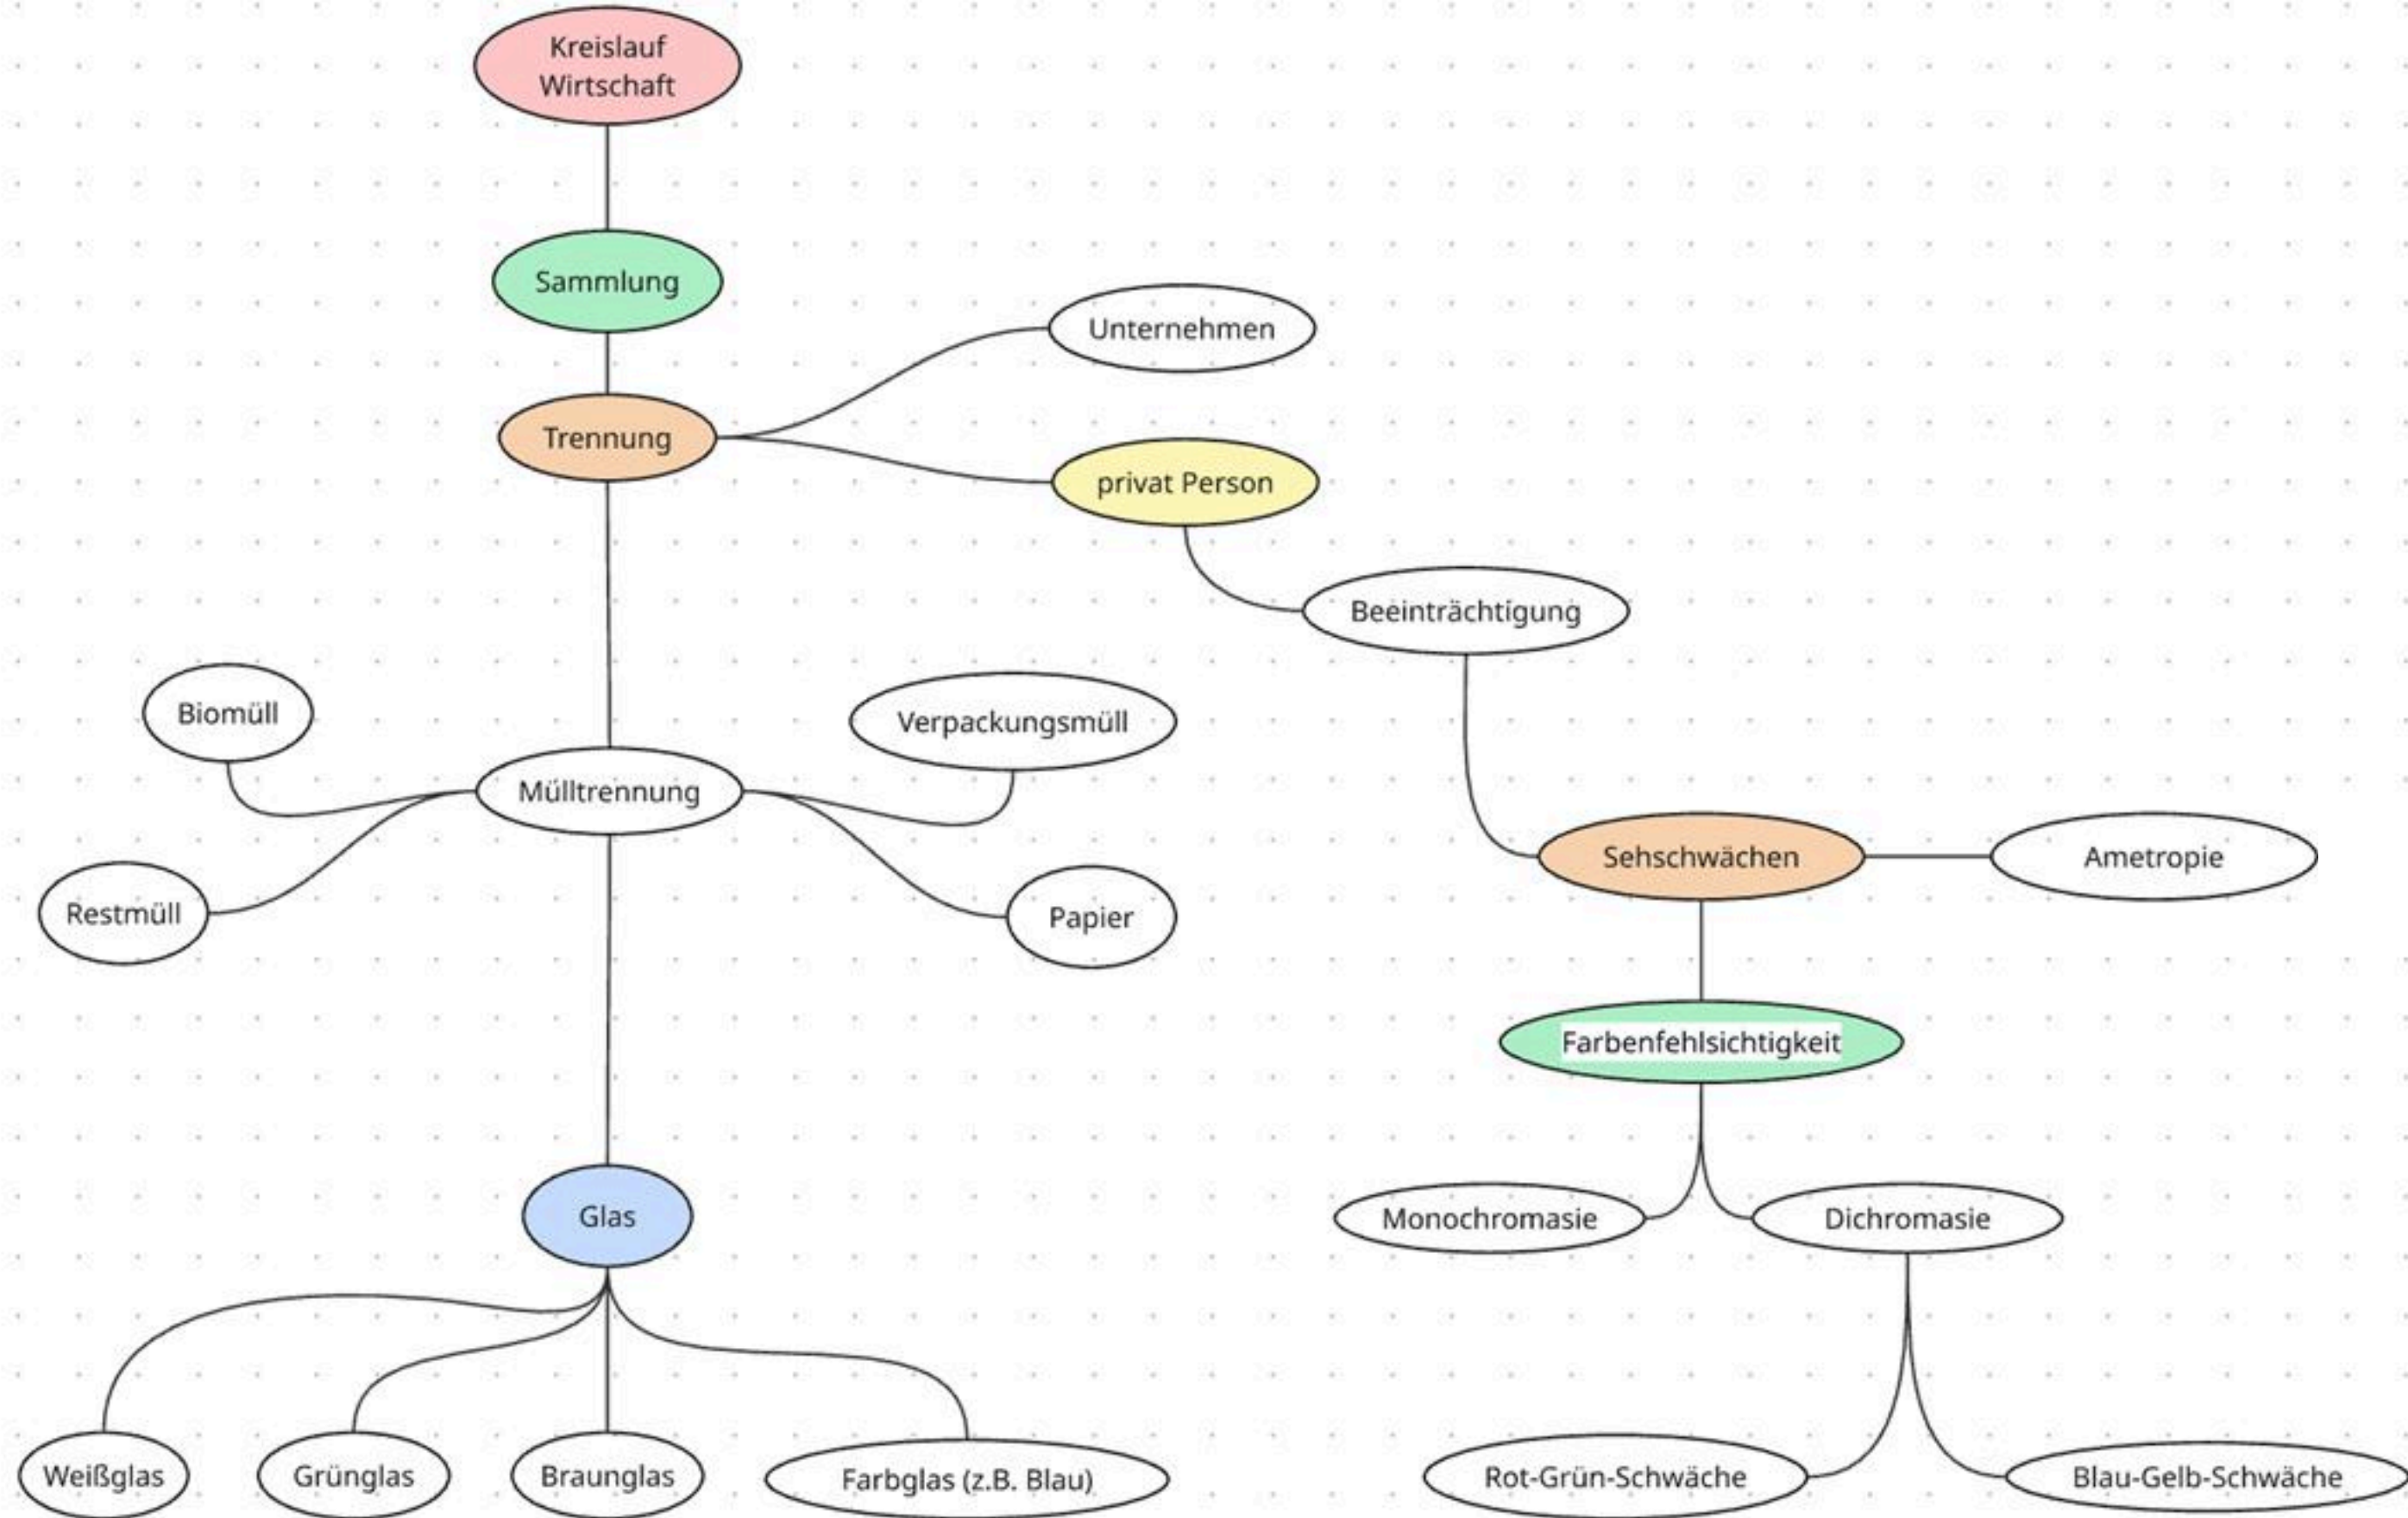 Kreislauf
Wirtschaft
Sammlung
Unternehmen
Trennung
privat Person
Beeinträchtigung
Biomüll
Verpackungsmüll
Mülltrennung
Sehschwächen
Ametropie
Restmüll
Papier
Farbenfehlsichtigkeit
Glas
Monochromasie
Dichromasie
Weißglas
Grünglas
Braunglas
Farbglas (z.B. Blau)
Rot-Grün-Schwäche
Blau-Gelb-Schwäche